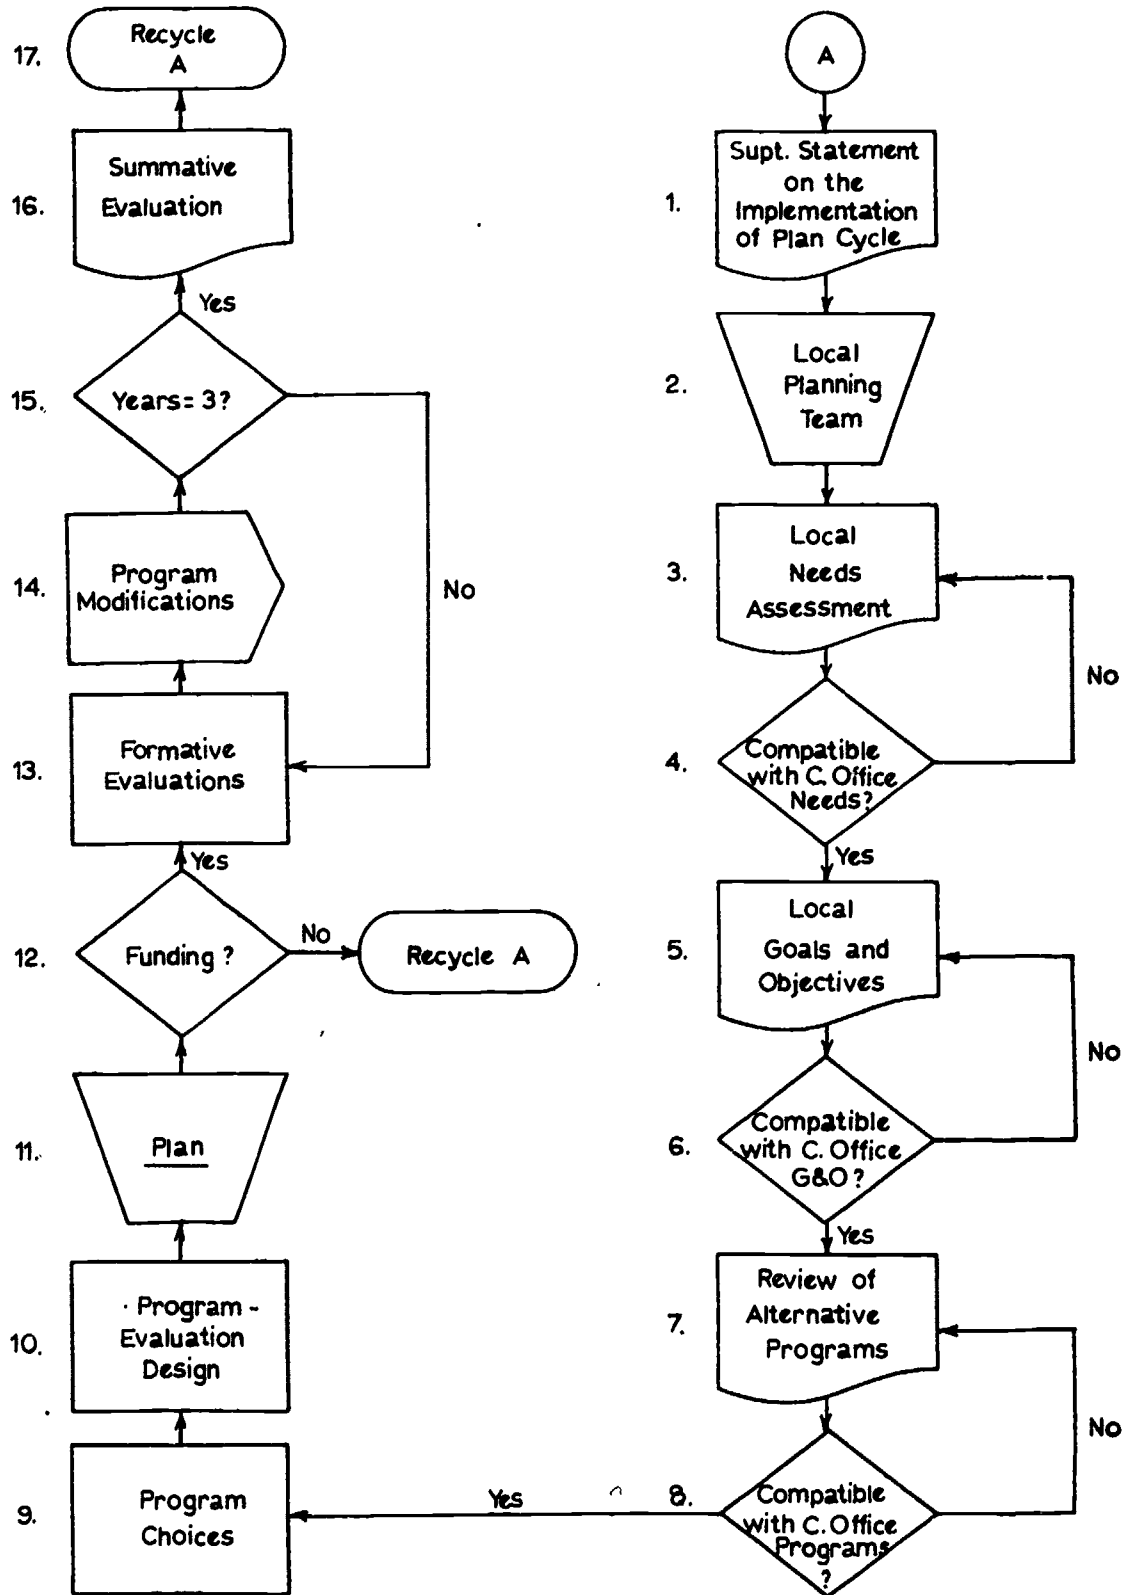 A
1.
Supt. Statement
on the
Implementation
of Plan Cycle
2.
Local
Planning
Team
3.
Local
Needs
Assessment
No
4.
Compatible
with C. Office
Needs?
Yes
5.
Local
Goals and
Objectives
No
6.
Compatible
with C. Office
G&O?
Yes
7.
Review of
Alternative
Programs
No
8.
Compatible
with C. Office
Programs
?
Yes
9.
Program
Choices
10.
Program -
Evaluation
Design
11.
Plan
12.
Funding ?
No
Recycle A
Yes
13.
Formative
Evaluations
14.
Program
Modifications
No
15.
Years = 3?
Yes
16.
Summative
Evaluation
17.
Recycle
A